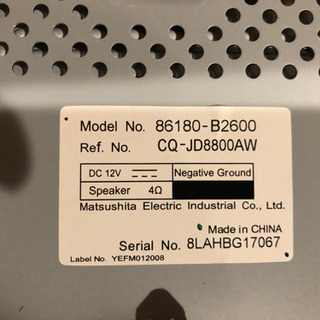 Model No. 86180-B2600
Ref. No. CQ-JD8800AW
DC 12V Negative Ground
Speaker 4Ω
Matsushita Electric Industrial Co., Ltd.
Made in CHINA
Serial No. 8LAHBG17067
Label No. YEFM012008